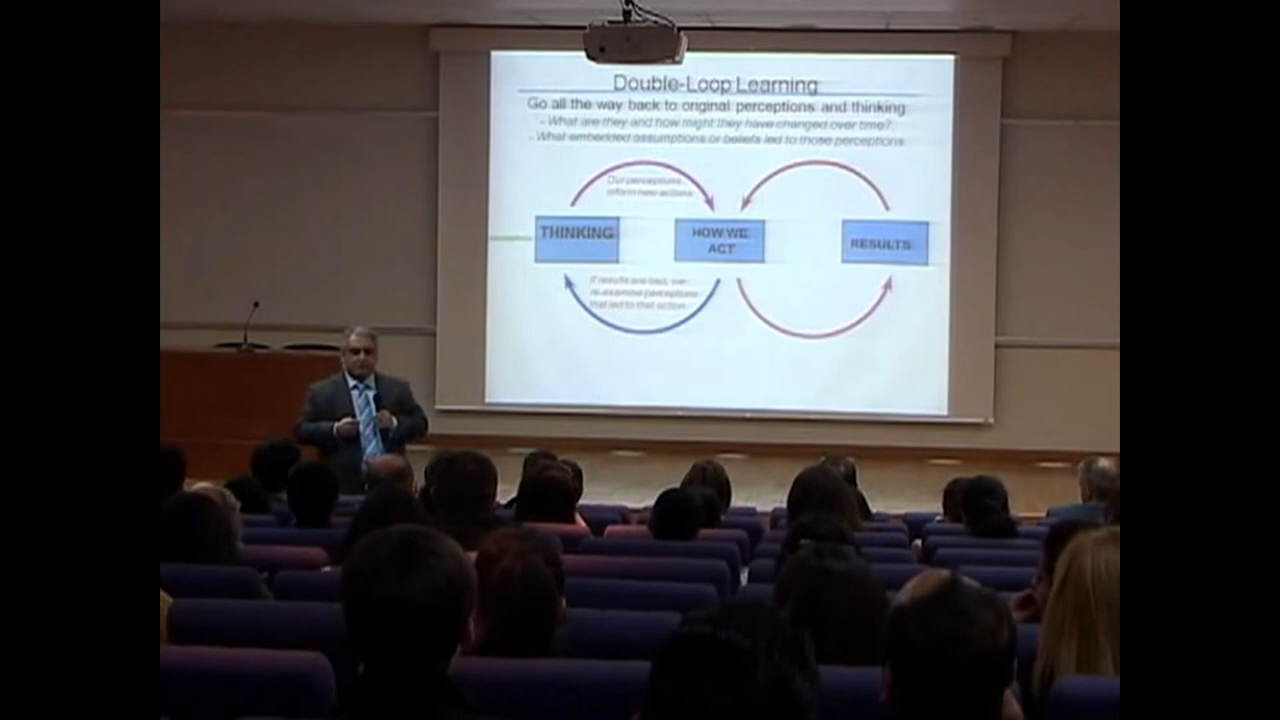 Double-Loop Learning
Go all the way back to original perceptions and thinking
- What are they and how might they have changed over time?
- What embedded assumptions or beliefs led to those perceptions
Our perceptions
inform new actions
THINKING
HOW WE
ACT
RESULTS
If results are bad, we
re-examine perceptions
that led to that action